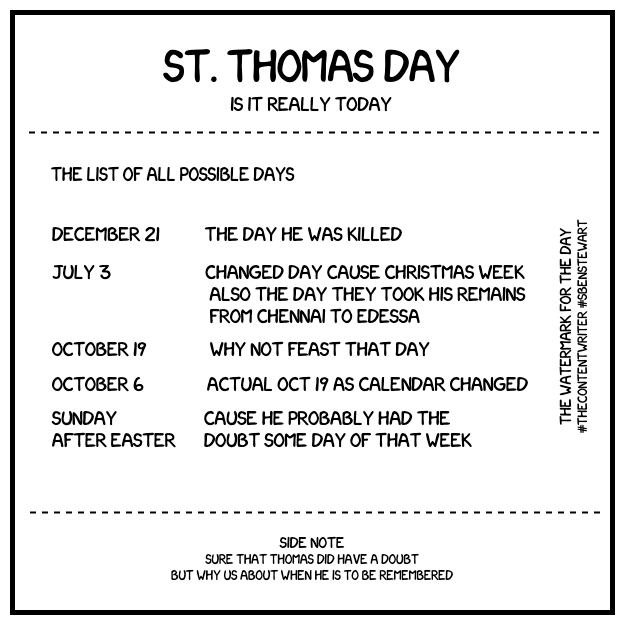 ST. THOMAS DAY
IS IT REALLY TODAY
THE LIST OF ALL POSSIBLE DAYS
DECEMBER 21 THE DAY HE WAS KILLED
JULY 3 CHANGED DAY CAUSE CHRISTMAS WEEK
ALSO THE DAY THEY TOOK HIS REMAINS
FROM CHENNAI TO EDESSA
OCTOBER 19 WHY NOT FEAST THAT DAY
OCTOBER 6 ACTUAL OCT 19 AS CALENDAR CHANGED
SUNDAY CAUSE HE PROBABLY HAD THE
AFTER EASTER DOUBT SOME DAY OF THAT WEEK
THE WATERMARK FOR THE DAY
#THECONTENTWRITER #SBENSTEWART
SIDE NOTE
SURE THAT THOMAS DID HAVE A DOUBT
BUT WHY US ABOUT WHEN HE IS TO BE REMEMBERED